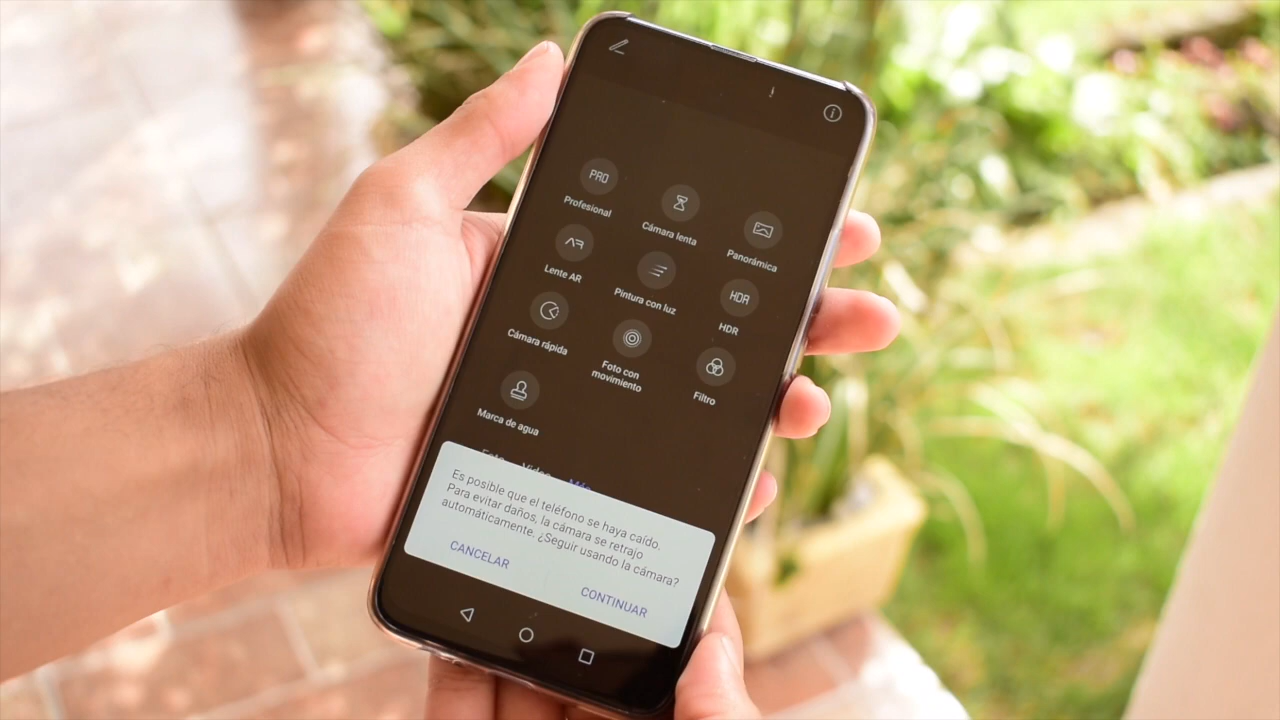 PRO
Profesional
Cámara lenta
Panorámica
Lente AR
Pintura con luz
HDR
HDR
Cámara rápida
Foto con
movimiento
Filtro
Marca de agua
Foto Video Más
Es posible que el teléfono se haya caído.
Para evitar daños, la cámara se retrajo
automáticamente. ¿Seguir usando la cámara?
CANCELAR
CONTINUAR